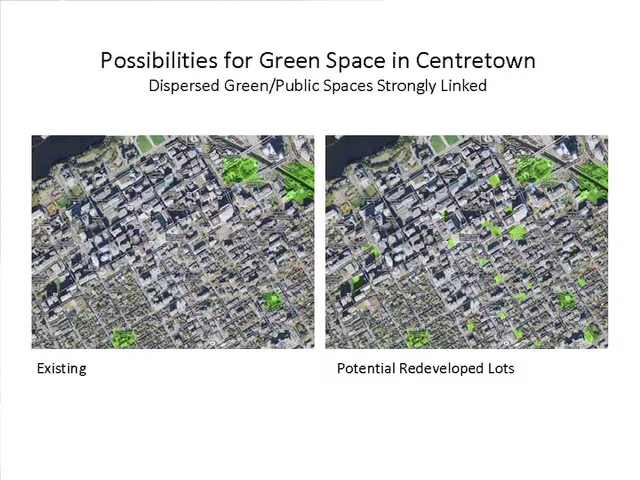 Possibilities for Green Space in Centretown
Dispersed Green/Public Spaces Strongly Linked
Existing
Potential Redeveloped Lots